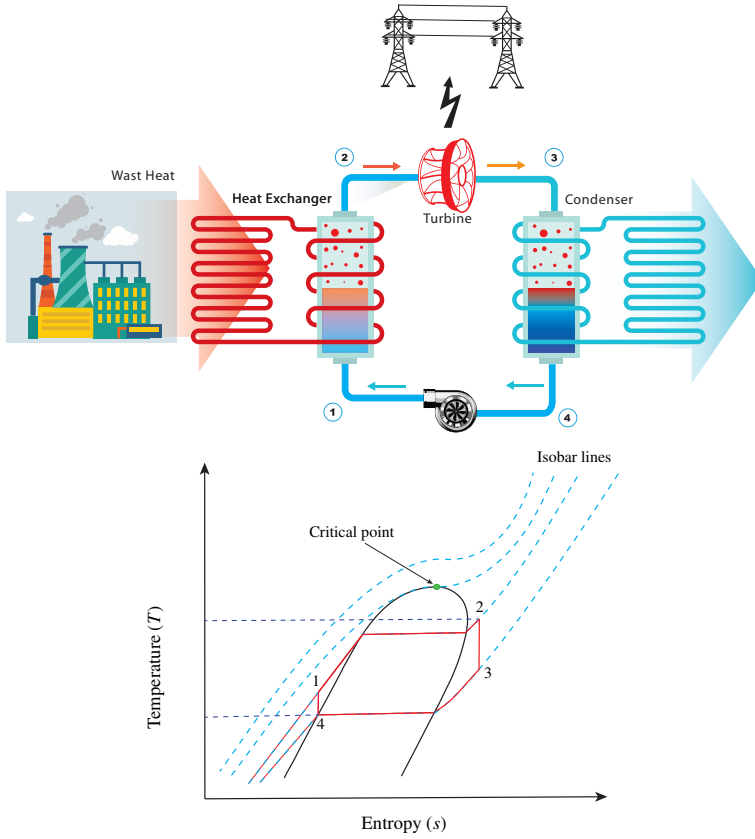 Wast Heat
Heat Exchanger
2
3
Turbine
Condenser
1
4
Isobar lines
Critical point
Temperature (T)
2
1
3
4
Entropy (s)